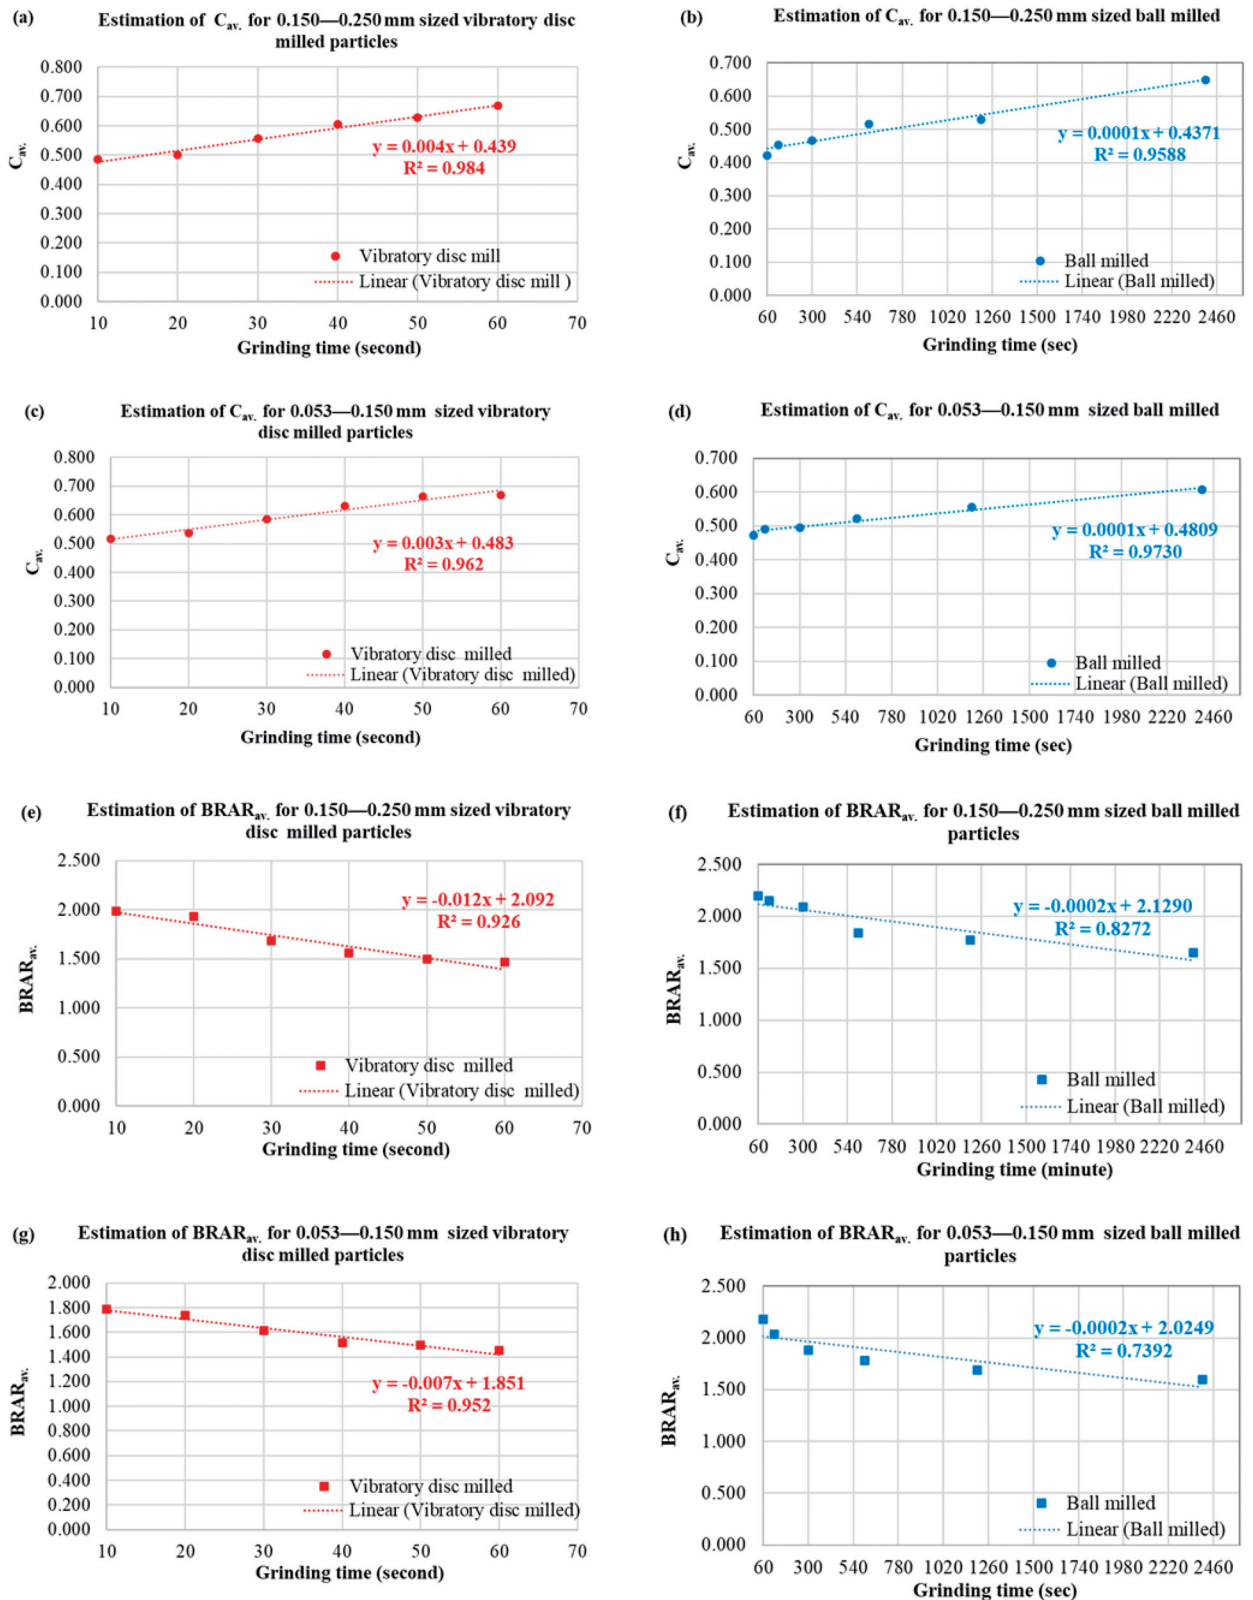 (a)
Estimation of Cav. for 0.150—0.250 mm sized vibratory disc
milled particles
0.800
0.700
0.600
0.500
0.400
0.300
0.200
0.100
0.000
Cav.
y = 0.004x + 0.439
R² = 0.984
Vibratory disc mill
Linear (Vibratory disc mill )
10 20 30 40 50 60 70
Grinding time (second)
(b)
Estimation of Cav. for 0.150—0.250 mm sized ball milled
0.700
0.600
0.500
0.400
0.300
0.200
0.100
0.000
Cav.
y = 0.0001x + 0.4371
R² = 0.9588
Ball milled
Linear (Ball milled)
60 300 540 780 1020 1260 1500 1740 1980 2220 2460
Grinding time (sec)
(c)
Estimation of Cav. for 0.053—0.150 mm sized vibratory
disc milled particles
0.800
0.700
0.600
0.500
0.400
0.300
0.200
0.100
0.000
Cav.
y = 0.003x + 0.483
R² = 0.962
Vibratory disc milled
Linear (Vibratory disc milled)
10 20 30 40 50 60 70
Grinding time (second)
(d)
Estimation of Cav. for 0.053—0.150 mm sized ball milled
0.700
0.600
0.500
0.400
0.300
0.200
0.100
0.000
Cav.
y = 0.0001x + 0.4809
R² = 0.9730
Ball milled
Linear (Ball milled)
60 300 540 780 1020 1260 1500 1740 1980 2220 2460
Grinding time (sec)
(e)
Estimation of BRARav. for 0.150—0.250 mm sized vibratory
disc milled particles
2.500
2.000
1.500
1.000
0.500
0.000
BRARav.
y = -0.012x + 2.092
R² = 0.926
Vibratory disc milled
Linear (Vibratory disc milled)
10 20 30 40 50 60 70
Grinding time (second)
(f)
Estimation of BRARav. for 0.150—0.250 mm sized ball milled
particles
2.500
2.000
1.500
1.000
0.500
0.000
BRARav.
y = -0.0002x + 2.1290
R² = 0.8272
Ball milled
Linear (Ball milled)
60 300 540 780 1020 1260 1500 1740 1980 2220 2460
Grinding time (minute)
(g)
Estimation of BRARav. for 0.053—0.150 mm sized vibratory
disc milled particles
2.000
1.800
1.600
1.400
1.200
1.000
0.800
0.600
0.400
0.200
0.000
BRARav.
y = -0.007x + 1.851
R² = 0.952
Vibratory disc milled
Linear (Vibratory disc milled)
10 20 30 40 50 60 70
Grinding time (second)
(h)
Estimation of BRARav. for 0.053—0.150 mm sized ball milled
particles
2.500
2.000
1.500
1.000
0.500
0.000
BRARav.
y = -0.0002x + 2.0249
R² = 0.7392
Ball milled
Linear (Ball milled)
60 300 540 780 1020 1260 1500 1740 1980 2220 2460
Grinding time (sec)